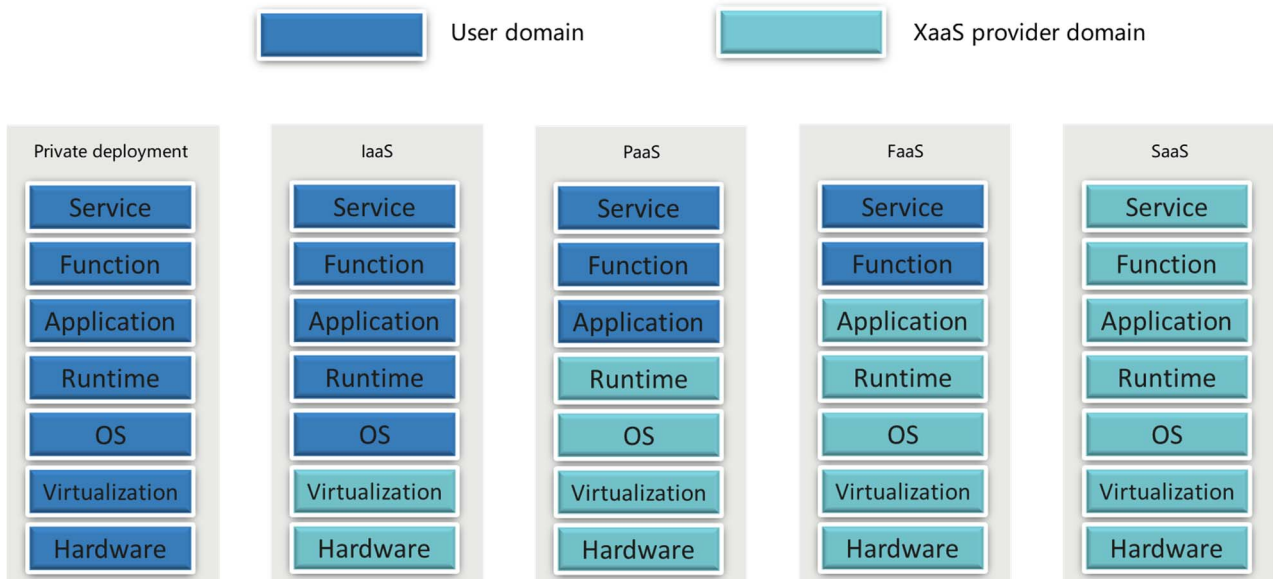 User domain
XaaS provider domain
Private deployment
Service
Function
Application
Runtime
OS
Virtualization
Hardware
IaaS
Service
Function
Application
Runtime
OS
Virtualization
Hardware
PaaS
Service
Function
Application
Runtime
OS
Virtualization
Hardware
FaaS
Service
Function
Application
Runtime
OS
Virtualization
Hardware
SaaS
Service
Function
Application
Runtime
OS
Virtualization
Hardware